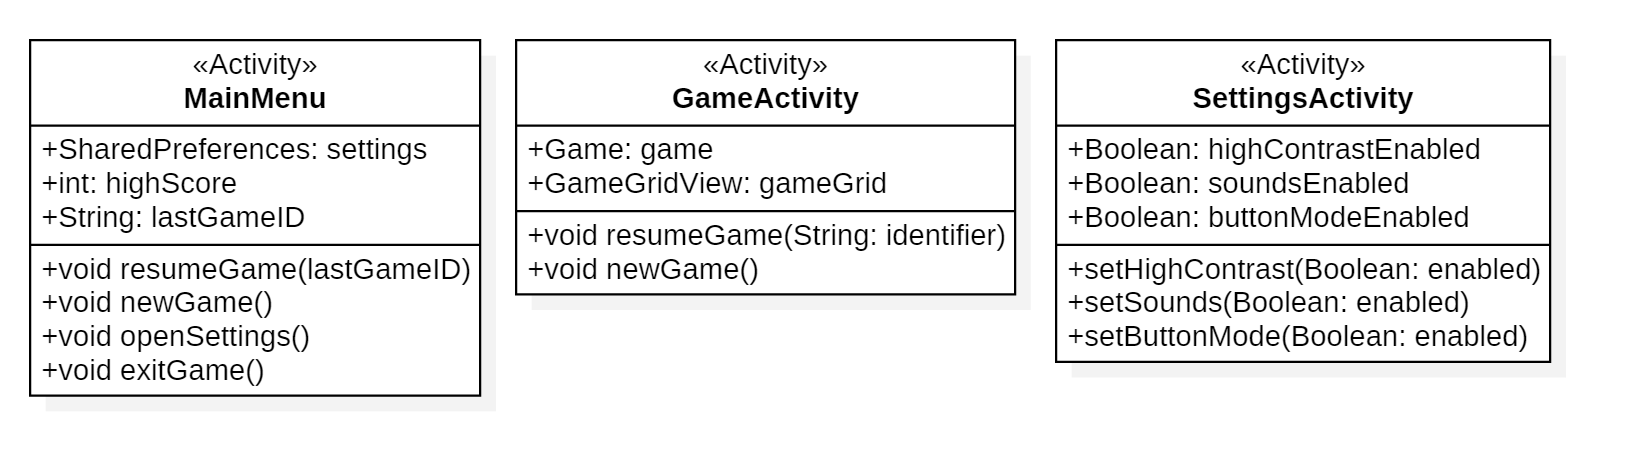 «Activity»
MainMenu
+SharedPreferences: settings
+int: highScore
+String: lastGameID
+void resumeGame(lastGameID)
+void newGame()
+void openSettings()
+void exitGame()
«Activity»
GameActivity
+Game: game
+GameGridView: gameGrid
+void resumeGame(String: identifier)
+void newGame()
«Activity»
SettingsActivity
+Boolean: highContrastEnabled
+Boolean: soundsEnabled
+Boolean: buttonModeEnabled
+setHighContrast(Boolean: enabled)
+setSounds(Boolean: enabled)
+setButtonMode(Boolean: enabled)